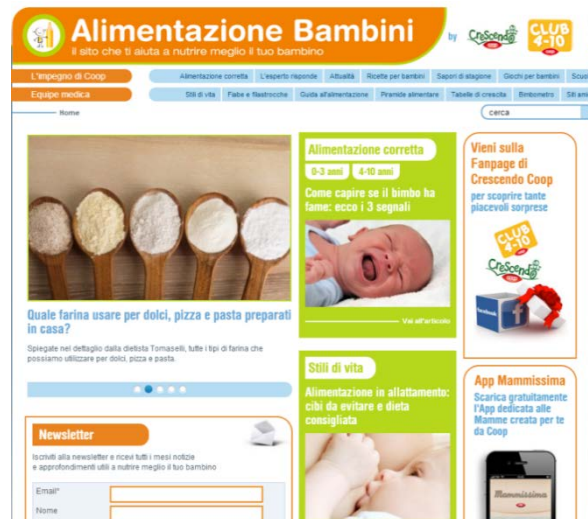 Alimentazione Bambini
il sito che ti aiuta a nutrire meglio il tuo bambino
by
Crescendo
CLUB
4-10
L'impegno di Coop
Alimentazione corretta L'esperto risponde Attualità Ricette per bambini Sapori di stagione Giochi per bambini Scuo
Equipe medica
Stili di vita Fiabe e filastrocche Guida all'alimentazione Piramide alimentare Tabelle di crescita Bimbometro Siti ami
Home
cerca
Quale farina usare per dolci, pizza e pasta preparati
in casa?
Spiegate nel dettaglio dalla dietista Tomaselli, tutte i tipi di farina che
possiamo utilizzare per dolci, pizza e pasta.
Newsletter
Iscriviti alla newsletter e ricevi tutti i mesi notizie
e approfondimenti utili a nutrire meglio il tuo bambino
Email*
Nome
Alimentazione corretta
0-3 anni 4-10 anni
Come capire se il bimbo ha
fame: ecco i 3 segnali
Vai all'articolo
Stili di vita
Alimentazione in allattamento:
cibi da evitare e dieta
consigliata
Vieni sulla
Fanpage di
Crescendo Coop
per scoprire tante
piacevoli sorprese
CLUB
4-10
Crescendo
facebook
App Mammissima
Scarica gratuitamente
l'App dedicata alle
Mamme creata per te
da Coop
Mammissima